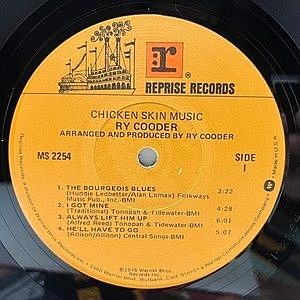 r
REPRISE RECORDS
CHICKEN SKIN MUSIC
RY COODER
ARRANGED AND PRODUCED BY RY COODER
MS 2254
SIDE
1
1. THE BOURGEOIS BLUES 3:22
(Huddie Ledbetter/Alan Lomax) Folkways
Music Pub., Inc.-BMI
2. I GOT MINE 4:28
(Traditional) Tonopah & Tidewater-BMI
3. ALWAYS LIFT HIM UP 6:01
(Alfred Reed) Tonopah & Tidewater-BMI
4. HE'LL HAVE TO GO 5:07
(Allison/Allison) Central Songs-BMI
℗1976 Warner Bros.
Records Inc.
Made in U.S.A.